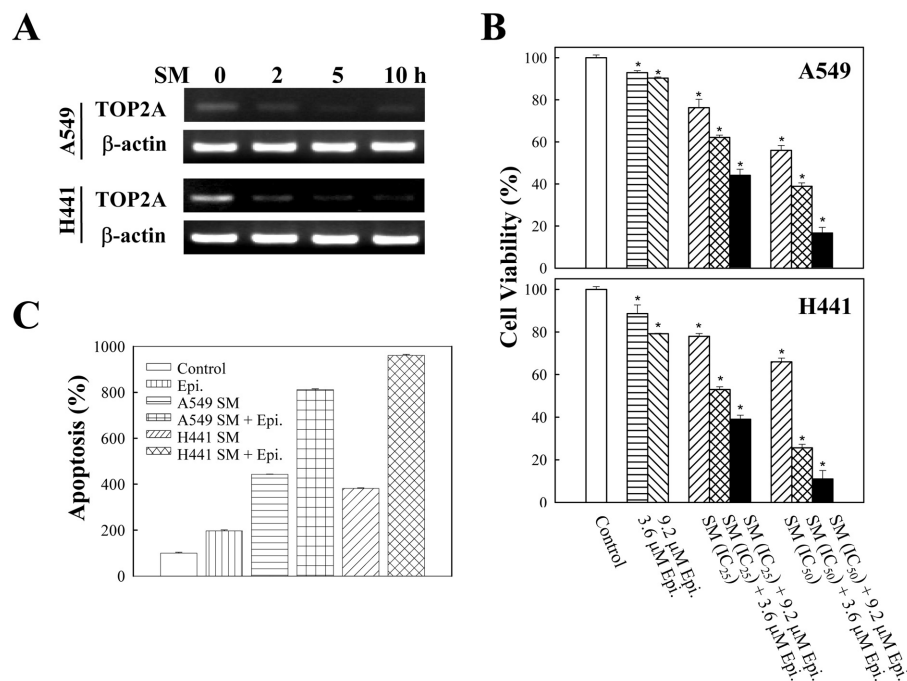 A
SM 0 2 5 10 h
A549
TOP2A
β-actin
H441
TOP2A
β-actin
B
Cell Viability (%)
100
80
60
40
20
0
A549
* * * * * * * *
100
80
60
40
20
0
H441
* * * * * * * *
Control
3.6 μM Epi.
9.2 μM Epi.
SM (IC25)
SM (IC25) + 3.6 μM Epi.
SM (IC25) + 9.2 μM Epi.
SM (IC50)
SM (IC50) + 3.6 μM Epi.
SM (IC50) + 9.2 μM Epi.
C
Apoptosis (%)
1000
800
600
400
200
0
Control
Epi.
A549 SM
A549 SM + Epi.
H441 SM
H441 SM + Epi.